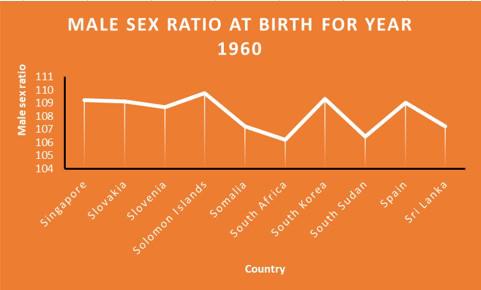 MALE SEX RATIO AT BIRTH FOR YEAR
1960
Male sex ratio
111
110
109
108
107
106
105
104
Singapore
Slovakia
Slovenia
Solomon Islands
Somalia
South Africa
South Korea
South Sudan
Spain
Sri Lanka
Country